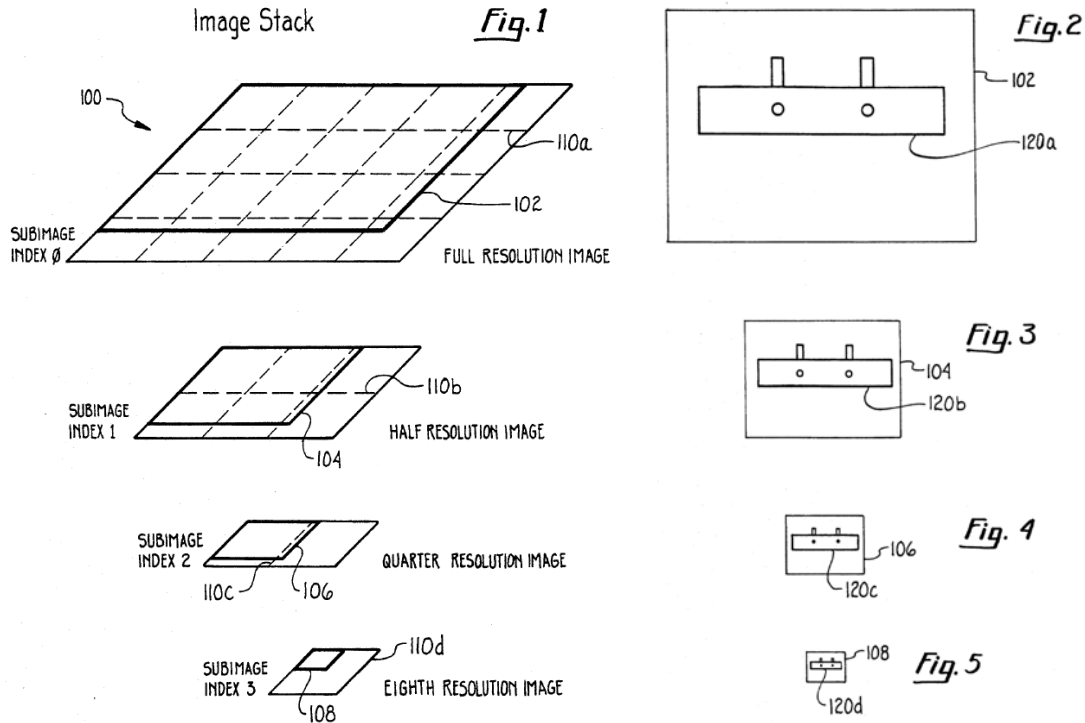 Image Stack
Fig. 1
100
110a
102
SUBIMAGE
INDEX Ø
FULL RESOLUTION IMAGE
110b
SUBIMAGE
INDEX 1
104
HALF RESOLUTION IMAGE
SUBIMAGE
INDEX 2
110c
106
QUARTER RESOLUTION IMAGE
110d
SUBIMAGE
INDEX 3
108
EIGHTH RESOLUTION IMAGE
Fig. 2
102
120a
Fig. 3
104
120b
Fig. 4
106
120c
108
Fig. 5
120d